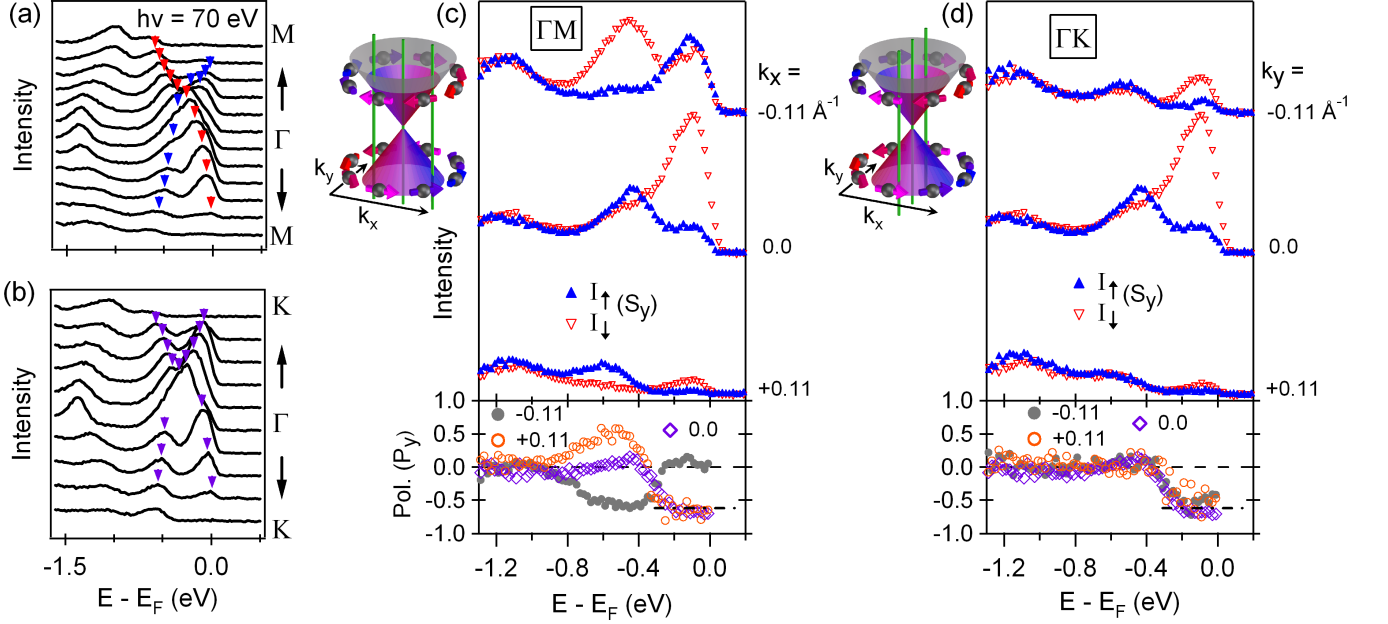 (a)
hν = 70 eV
M
Γ
M
Intensity
(b)
K
Γ
K
Intensity
-1.5
0.0
E - E_F (eV)
k_y
k_x
(c)
ΓM
k_x =
-0.11 Å⁻¹
0.0
I↑ (S_y)
I↓
+0.11
Intensity
1.0
0.5
0.0
-0.5
-1.0
Pol. (P_y)
-0.11
+0.11
0.0
-1.2
-0.8
-0.4
0.0
E - E_F (eV)
k_y
k_x
(d)
ΓK
k_y =
-0.11 Å⁻¹
0.0
I↑ (S_y)
I↓
+0.11
1.0
0.5
0.0
-0.5
-1.0
-0.11
+0.11
0.0
-1.2
-0.8
-0.4
0.0
E - E_F (eV)